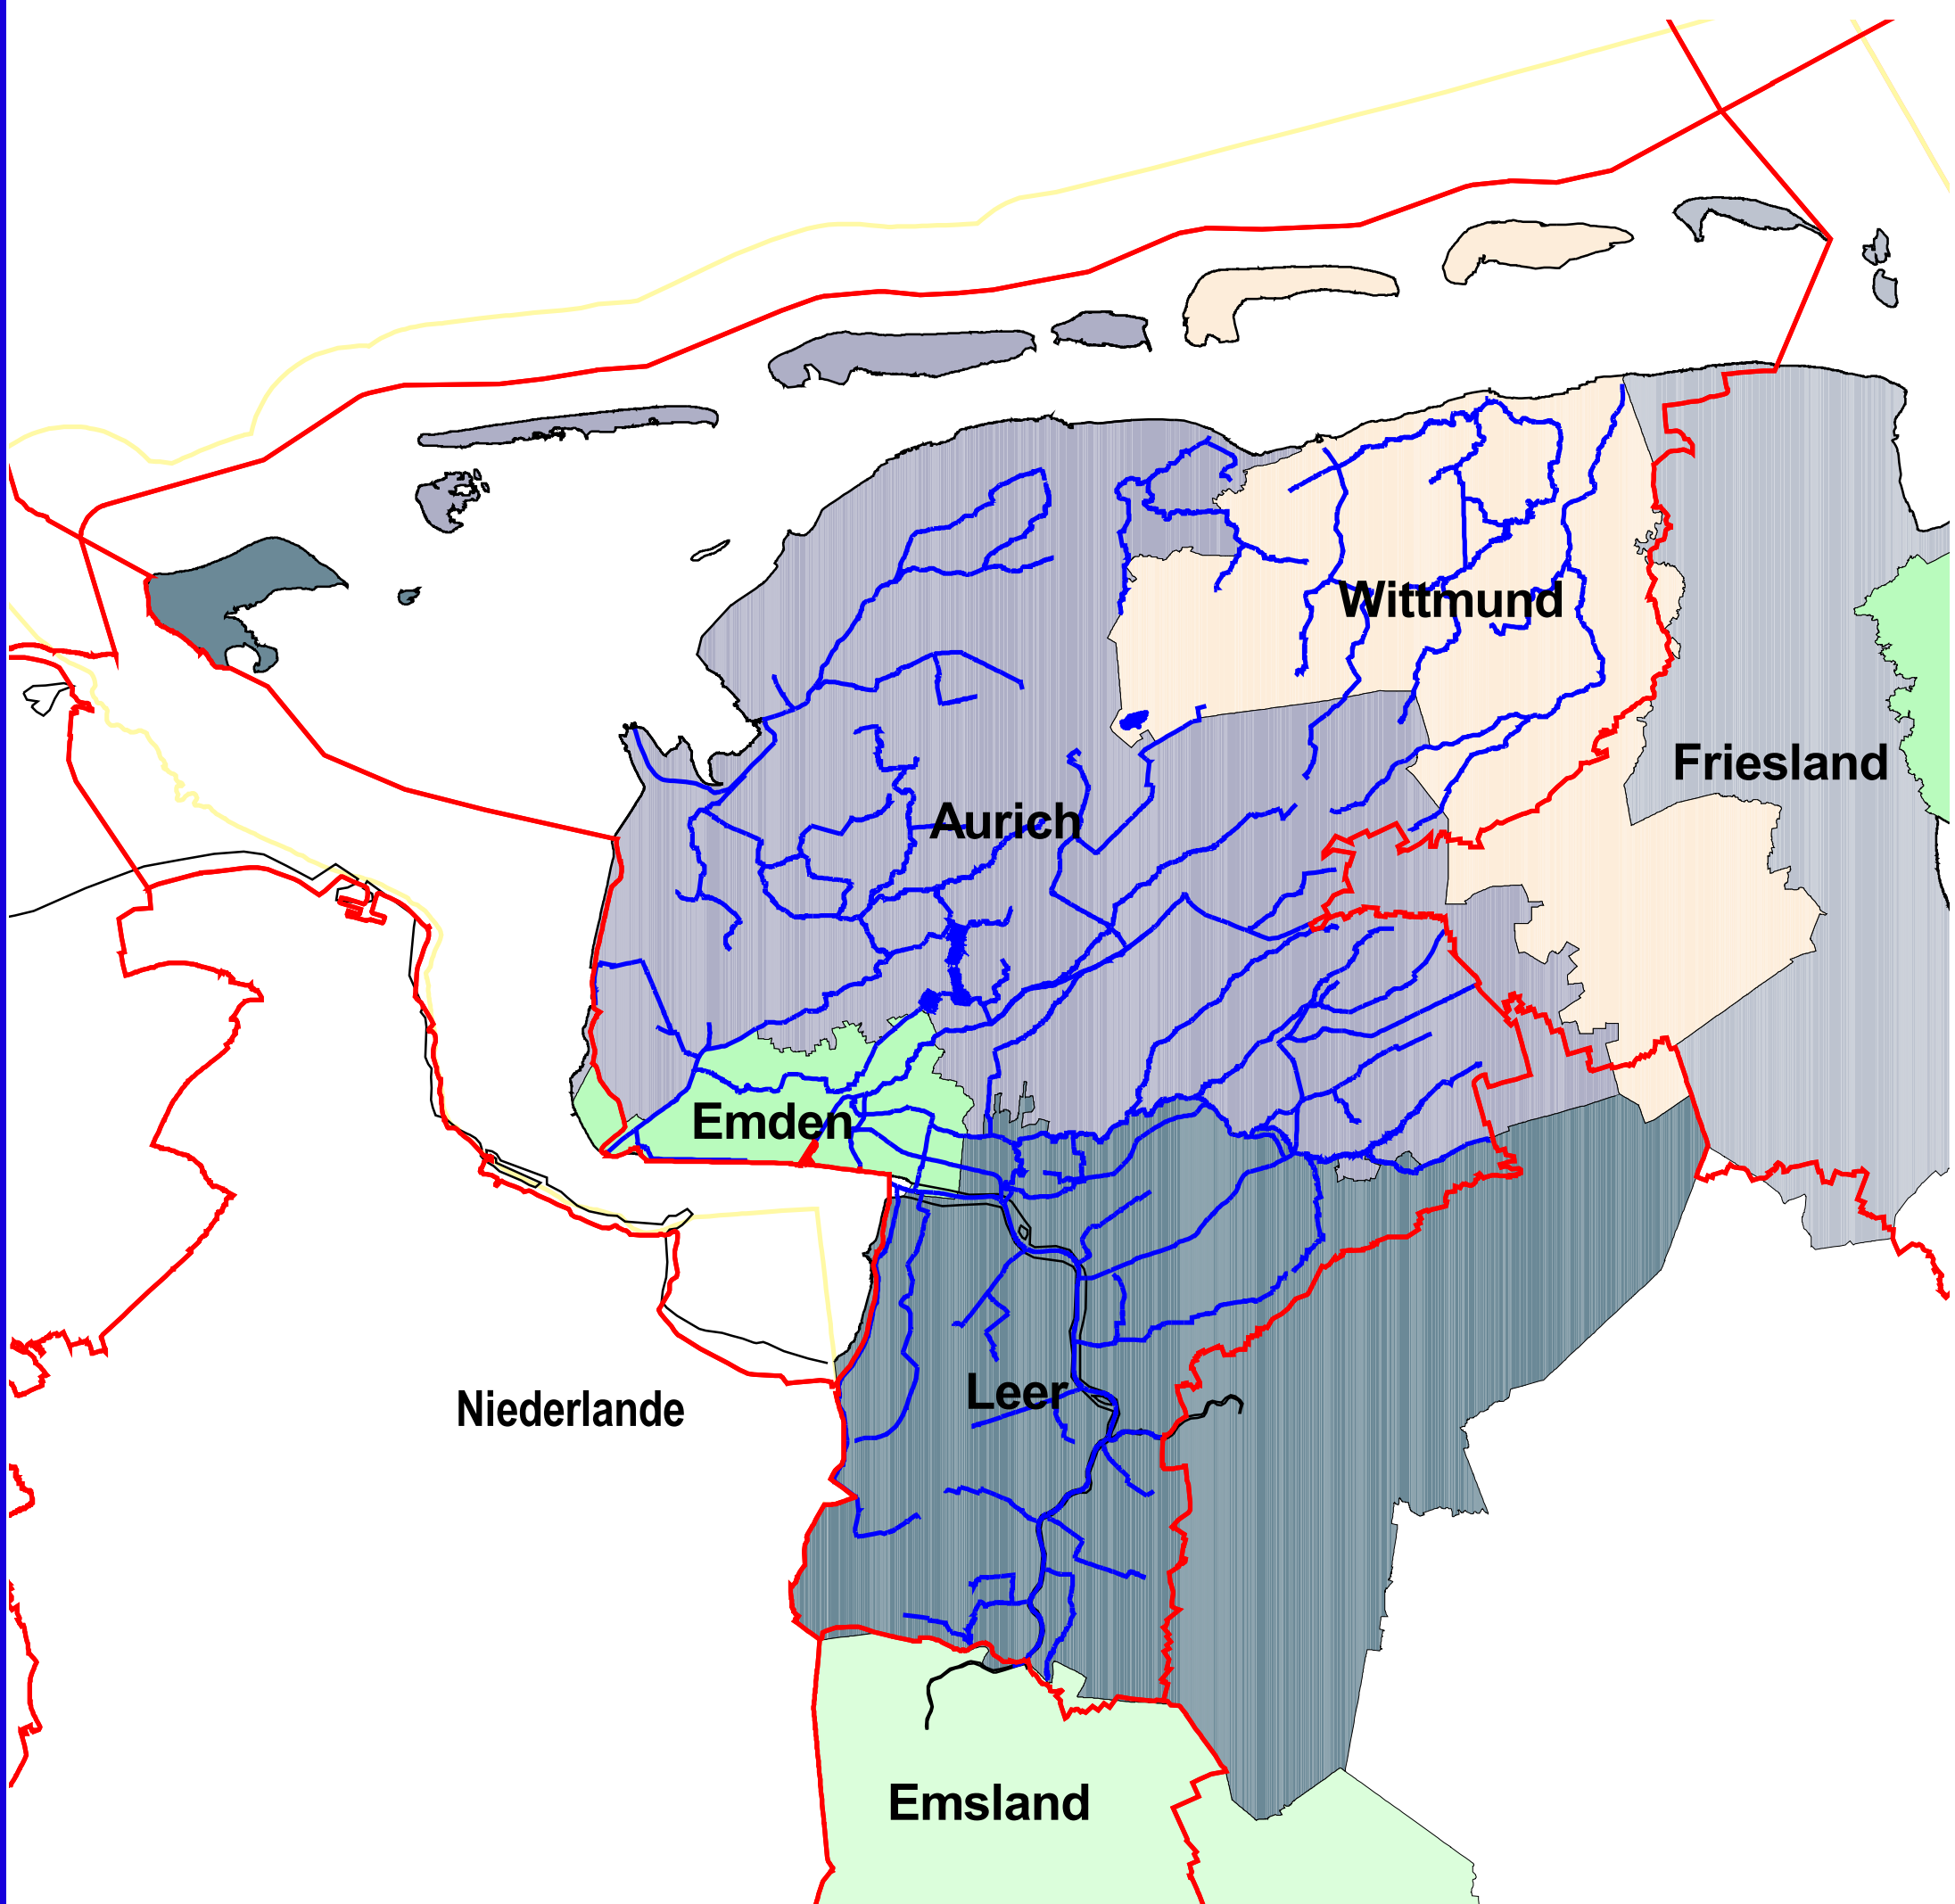 Wittmund
Friesland
Aurich
Emden
Leer
Niederlande
Emsland